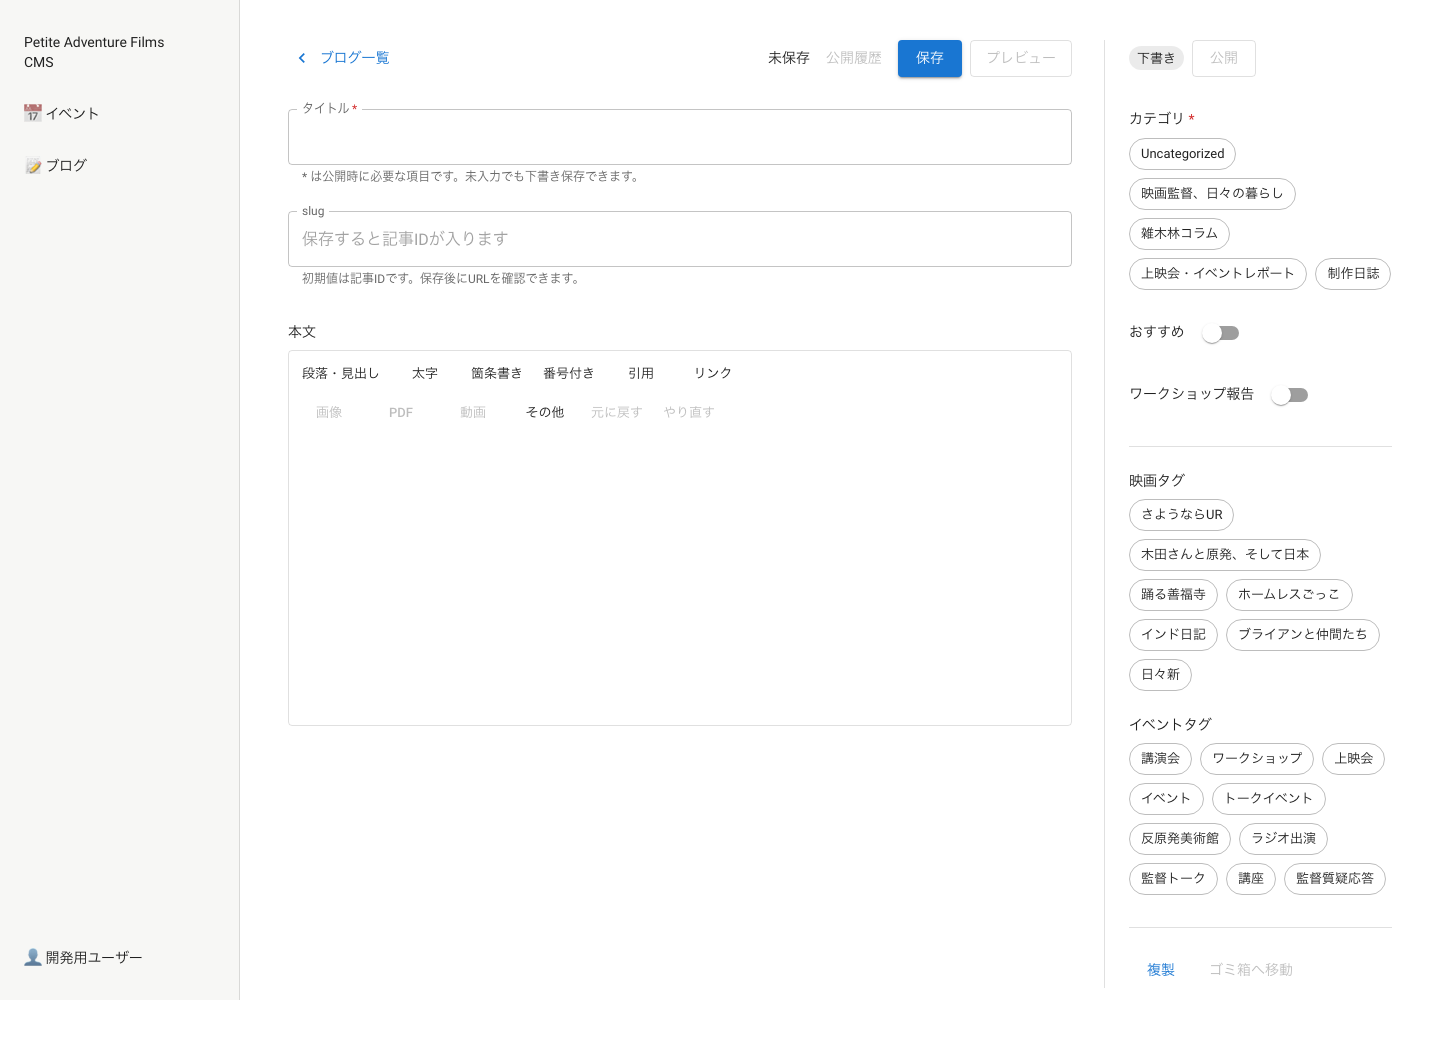 Petite Adventure Films
CMS
イベント
ブログ
開発用ユーザー
ブログ一覧
未保存 公開履歴 保存 プレビュー
タイトル *
* は公開時に必要な項目です。未入力でも下書き保存できます。
slug
保存すると記事IDが入ります
初期値は記事IDです。保存後にURLを確認できます。
本文
段落・見出し 太字 箇条書き 番号付き 引用 リンク
画像 PDF 動画 その他 元に戻す やり直す
下書き 公開
カテゴリ *
Uncategorized
映画監督、日々の暮らし
雑木林コラム
上映会・イベントレポート 制作日誌
おすすめ
ワークショップ報告
映画タグ
さようならUR
木田さんと原発、そして日本
踊る善福寺 ホームレスごっこ
インド日記 ブライアンと仲間たち
日々新
イベントタグ
講演会 ワークショップ 上映会
イベント トークイベント
反原発美術館 ラジオ出演
監督トーク 講座 監督質疑応答
複製 ゴミ箱へ移動